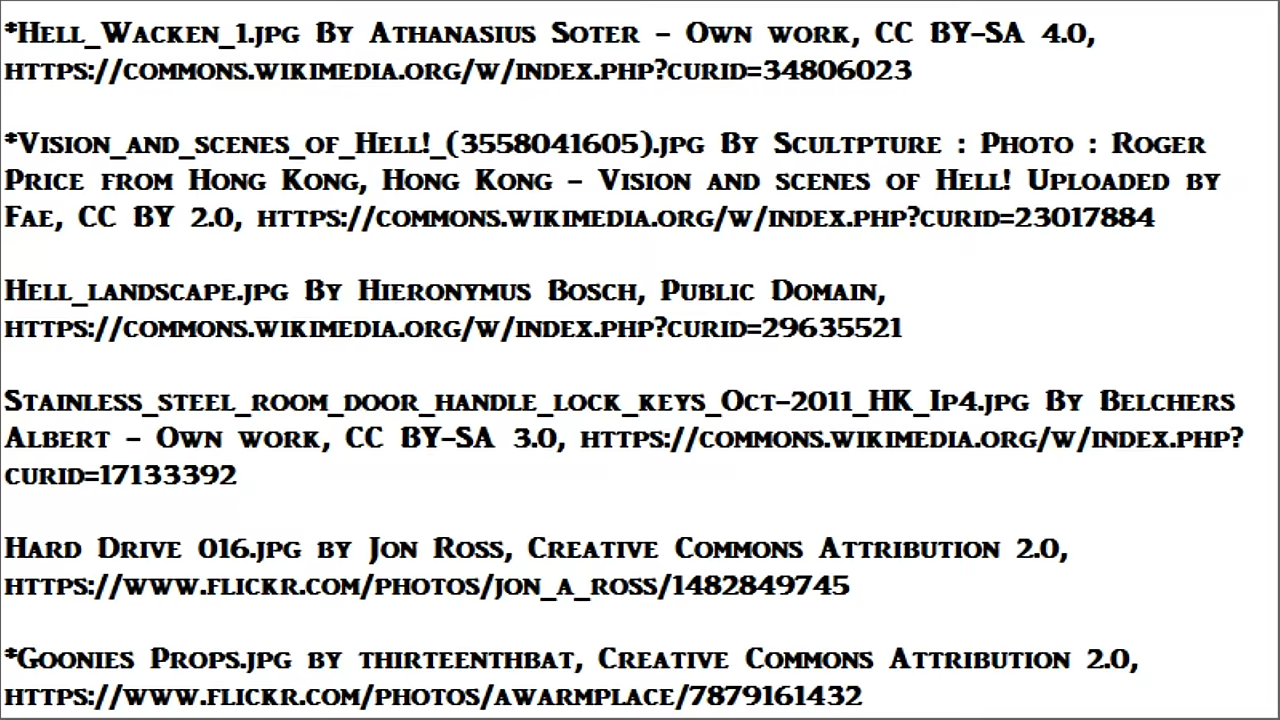 *Hell_Wacken_1.jpg By Athanasius Soter - Own work, CC BY-SA 4.0,
https://commons.wikimedia.org/w/index.php?curid=34806023
*Vision_and_scenes_of_Hell!_(3558041605).jpg By Scultpture : Photo : Roger
Price from Hong Kong, Hong Kong - Vision and scenes of Hell! Uploaded by
Fae, CC BY 2.0, https://commons.wikimedia.org/w/index.php?curid=23017884
Hell_landscape.jpg By Hieronymus Bosch, Public Domain,
https://commons.wikimedia.org/w/index.php?curid=29635521
Stainless_steel_room_door_handle_lock_keys_Oct-2011_HK_Ip4.jpg By Belchers
Albert - Own work, CC BY-SA 3.0, https://commons.wikimedia.org/w/index.php?
curid=17133392
Hard Drive 016.jpg by Jon Ross, Creative Commons Attribution 2.0,
https://www.flickr.com/photos/jon_a_ross/1482849745
*Goonies Props.jpg by thirteenthbat, Creative Commons Attribution 2.0,
https://www.flickr.com/photos/awarmplace/7879161432